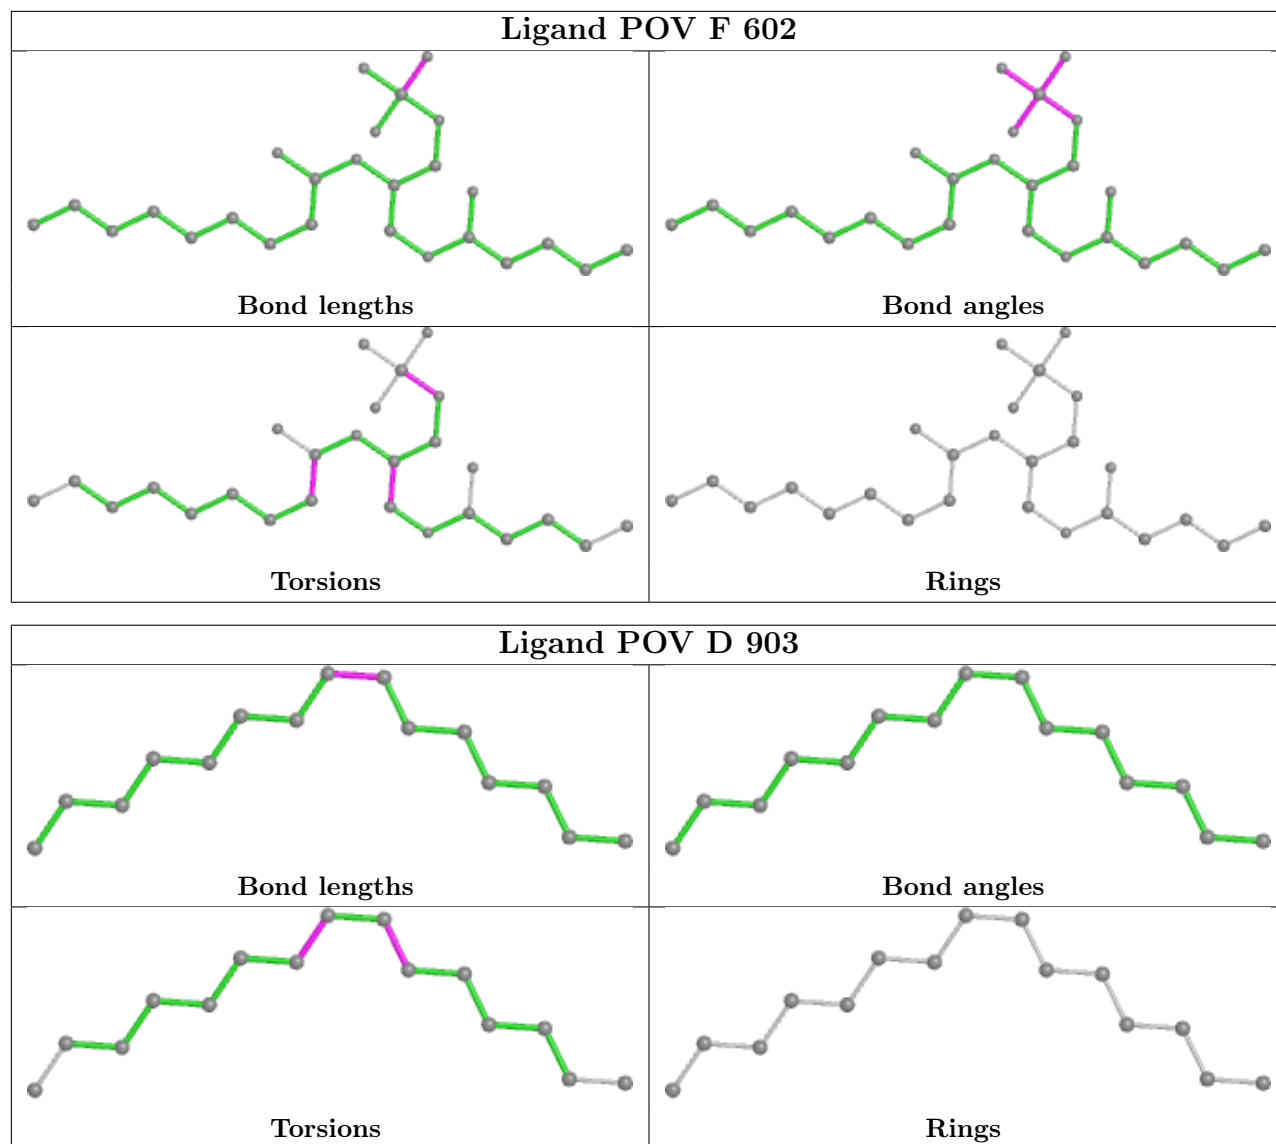 Ligand POV F 602
Bond lengths
Bond angles
Torsions
Rings
Ligand POV D 903
Bond lengths
Bond angles
Torsions
Rings